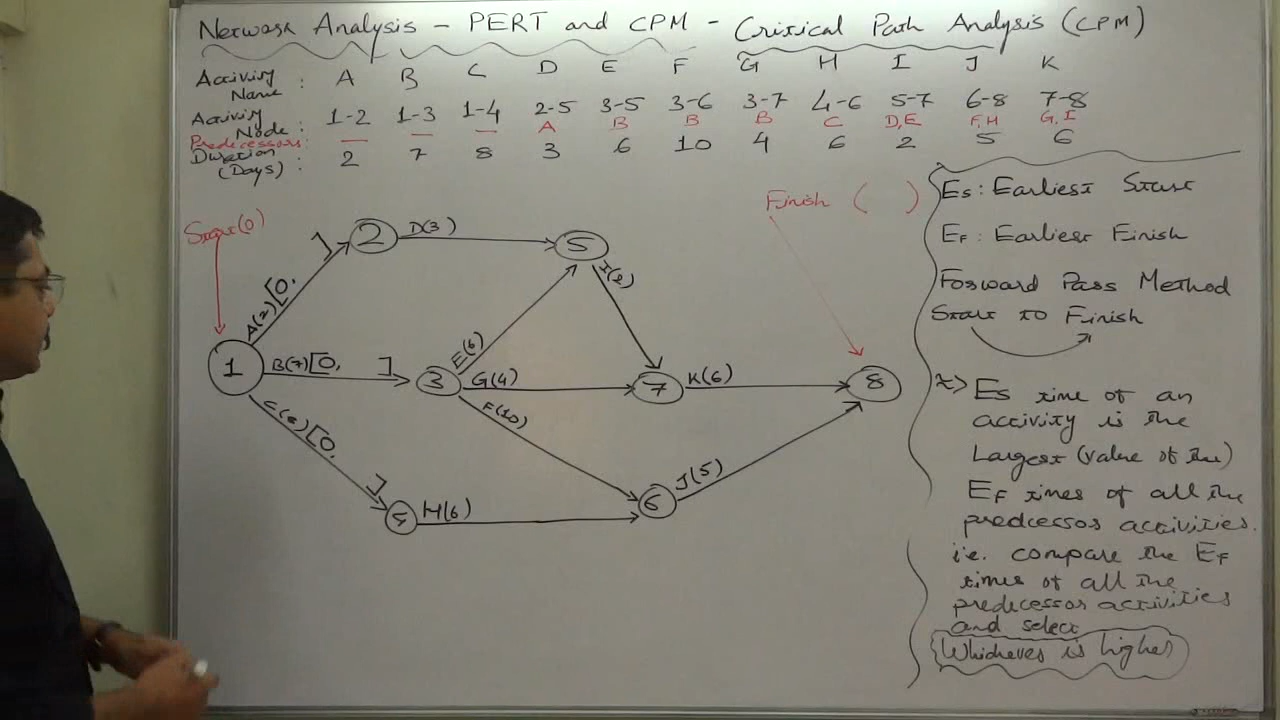 Network Analysis - PERT and CPM - Critical Path Analysis (CPM)
Activity Name : A B C D E F G H I J K
Activity Node : 1-2 1-3 1-4 2-5 3-5 3-6 3-7 4-6 5-7 6-8 7-8
Predecessors : — — — A B B B C D,E F,H G,I
Duration (Days) : 2 7 8 3 6 10 4 6 2 5 6
Start(0)
Finish ( )
A(2)[0, ]
2
D(3)
5
I(2)
1
B(7)[0, ]
3
E(6)
G(4)
F(10)
7
K(6)
8
C(8)[0, ]
4
H(6)
6
J(5)
ES : Earliest Start
EF : Earliest Finish
Forward Pass Method
Start to Finish
ES time of an
activity is the
Largest (value of the)
EF times of all the
predcessor activities.
i.e. compare the EF
times of all the
predecessor activities
and select
Whichever is higher